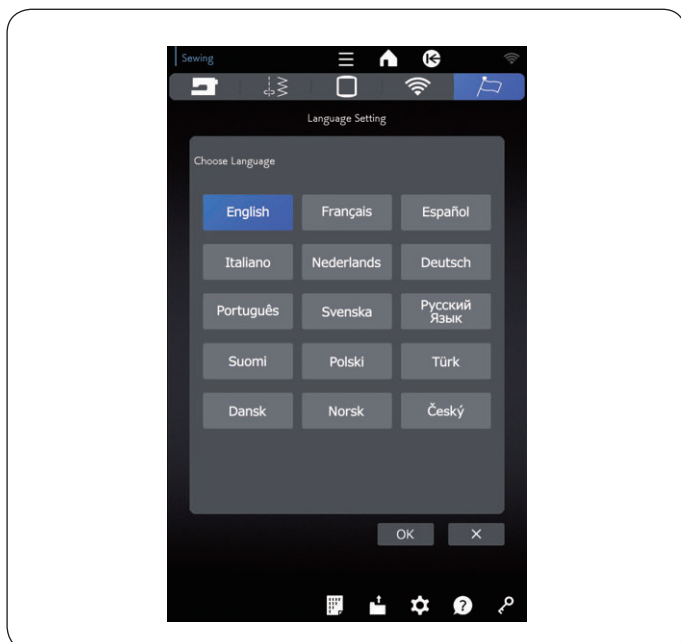 Sewing
Language Setting
Choose Language
English
Français
Español
Italiano
Nederlands
Deutsch
Português
Svenska
Русский
Язык
Suomi
Polski
Türk
Dansk
Norsk
Český
OK